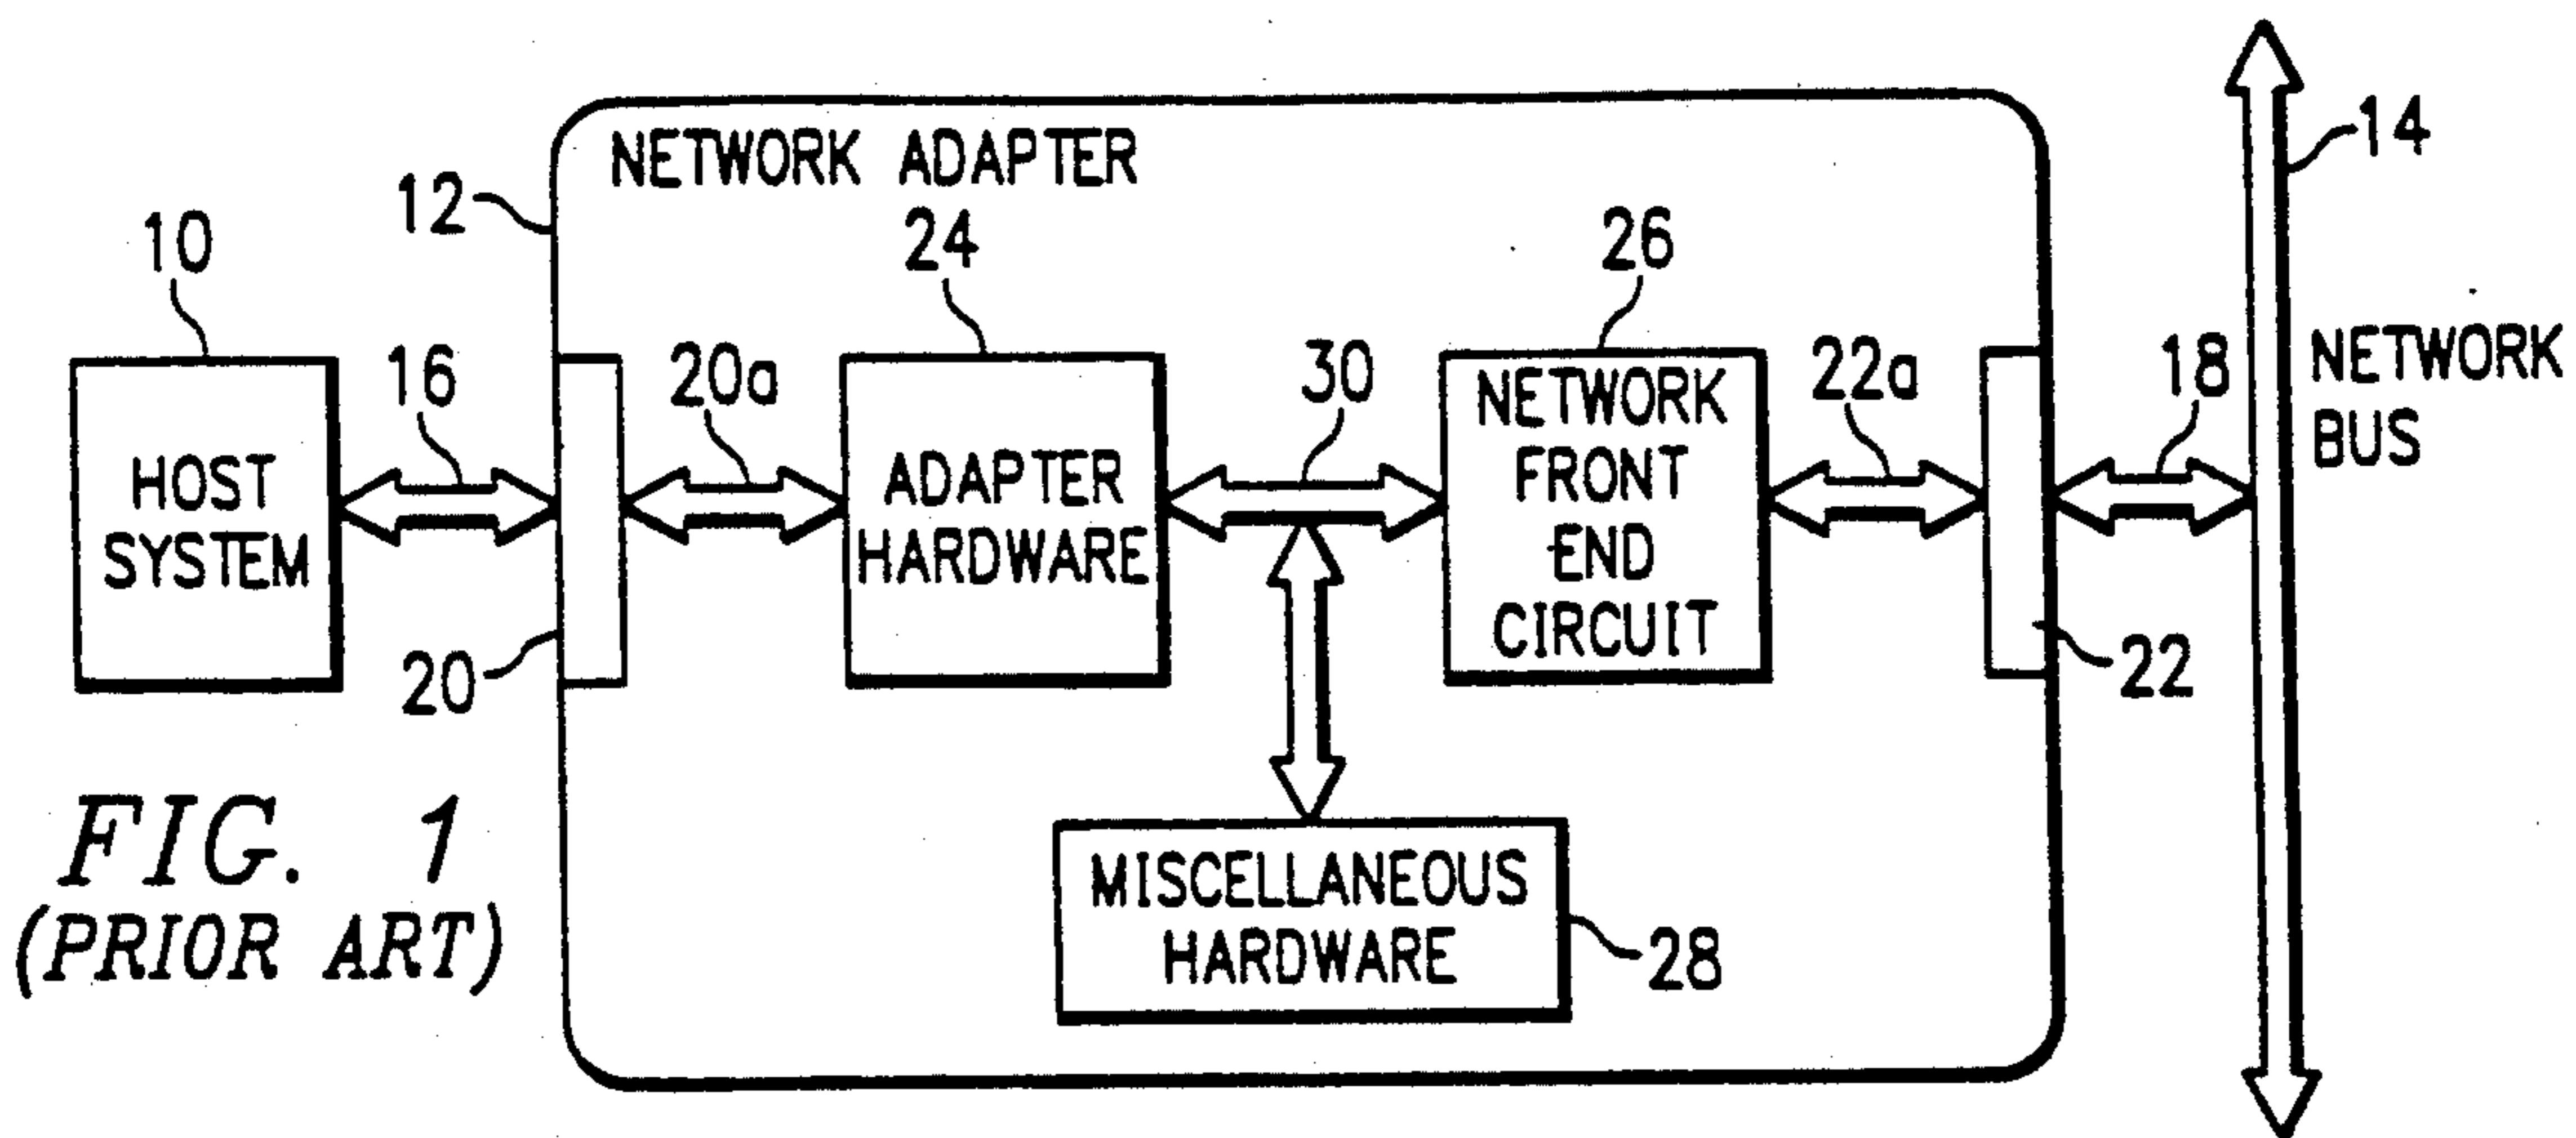 NETWORK ADAPTER
14
12
10
24
26
16
20a
30
22a
18
NETWORK
BUS
HOST
SYSTEM
ADAPTER
HARDWARE
NETWORK
FRONT
END
CIRCUIT
20
22
MISCELLANEOUS
HARDWARE
28
FIG. 1
(PRIOR ART)